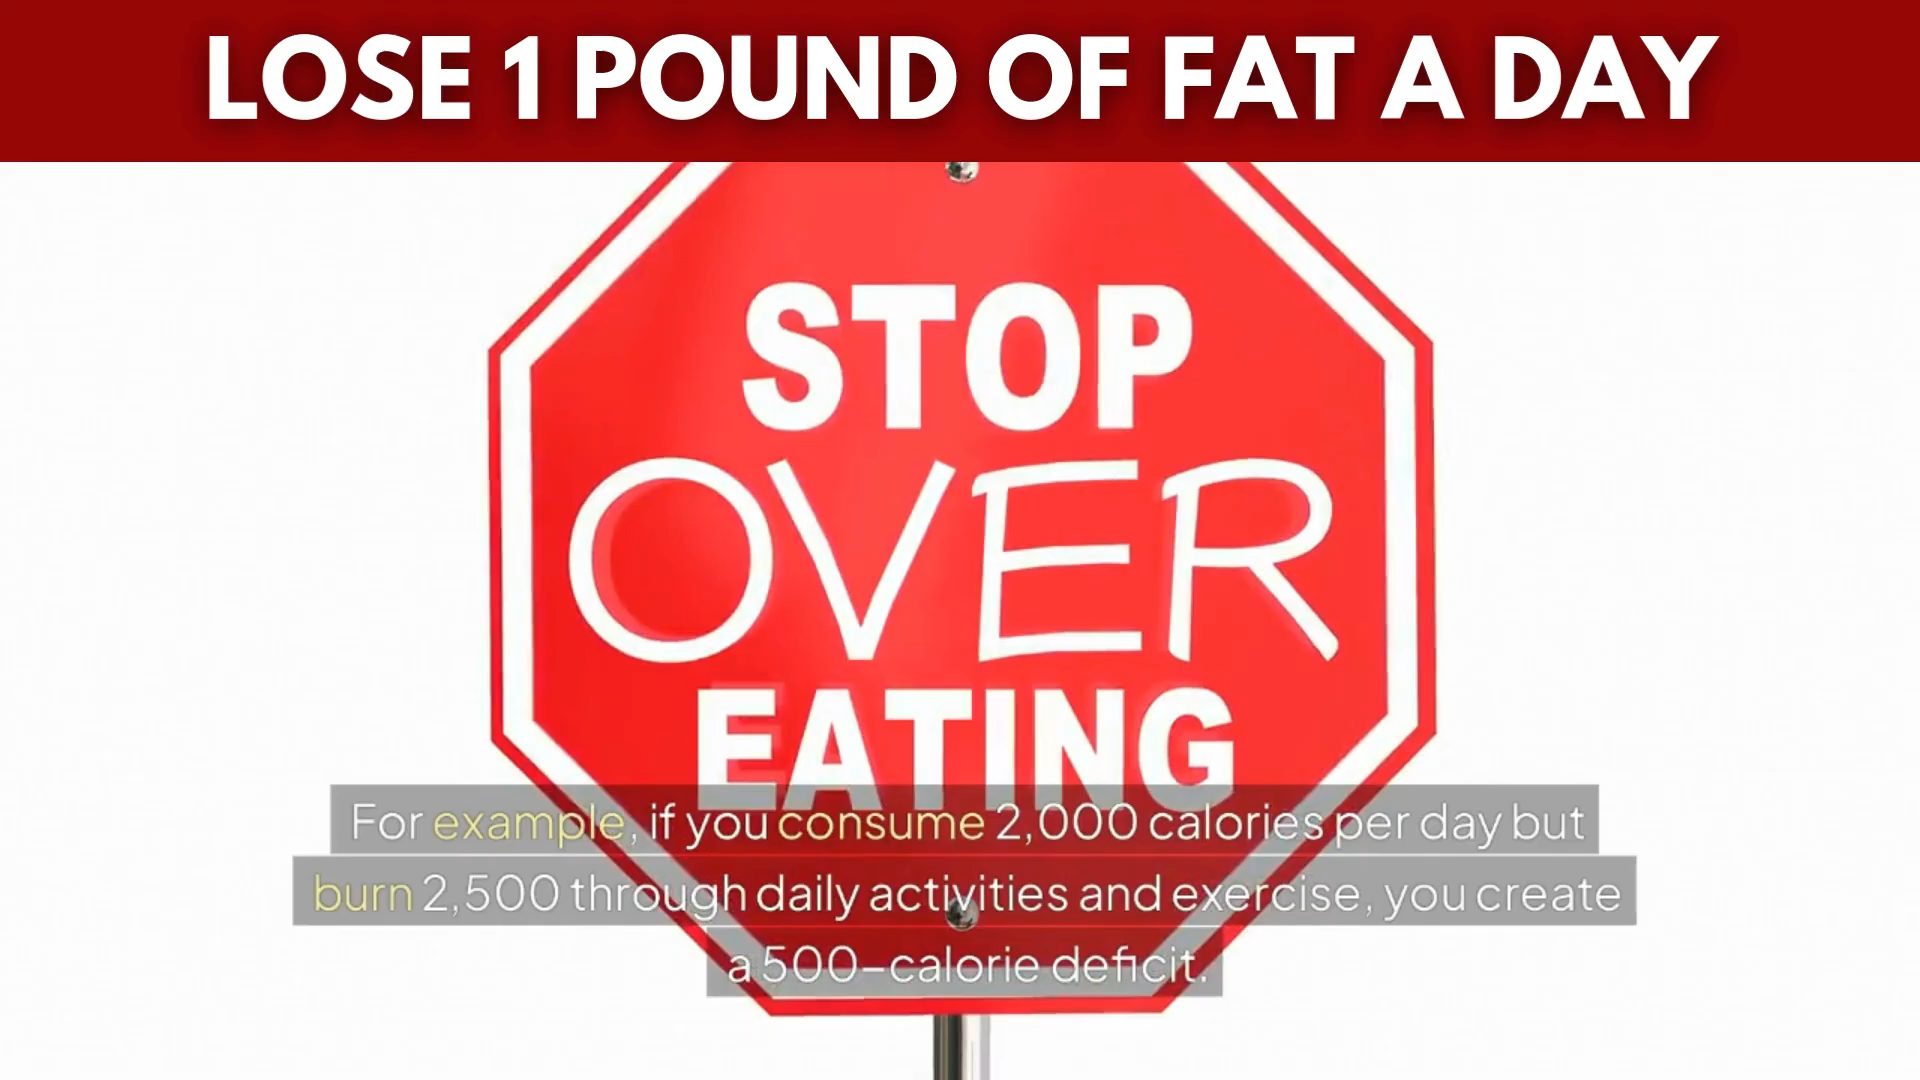 LOSE 1 POUND OF FAT A DAY
STOP
OVER
EATING
For example, if you consume 2,000 calories per day but
burn 2,500 through daily activities and exercise, you create
a 500-calorie deficit.